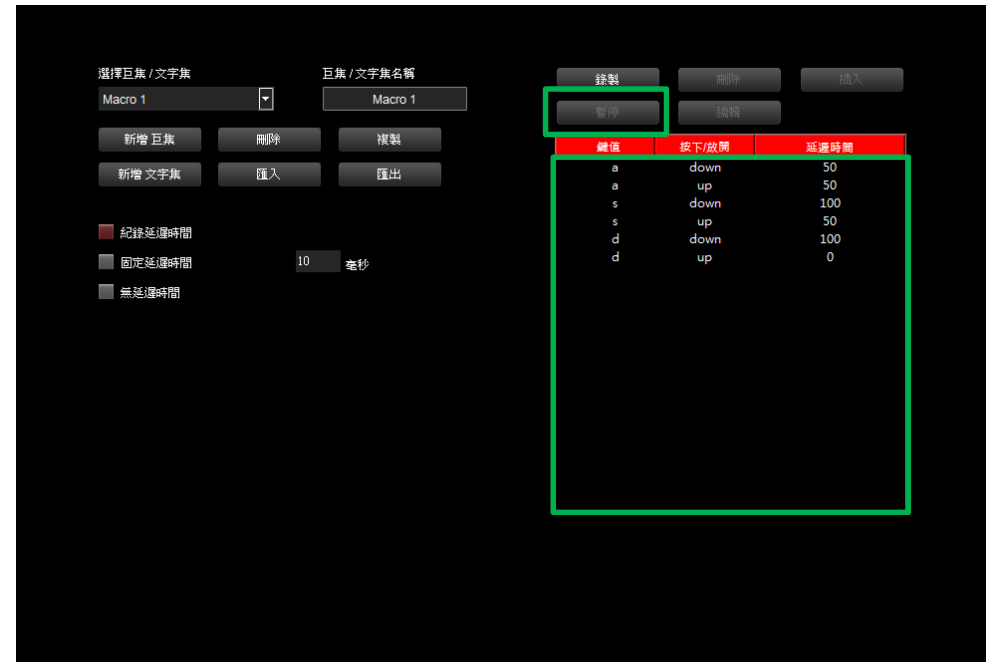 選擇巨集 / 文字集
巨集 / 文字集名稱
Macro 1
Macro 1
新增 巨集
刪除
複製
新增 文字集
匯入
匯出
紀錄延遲時間
固定延遲時間
10
毫秒
無延遲時間
錄製
刪除
插入
暫停
編輯
鍵值 按下/放開 延遲時間
a down 50
a up 50
s down 100
s up 50
d down 100
d up 0